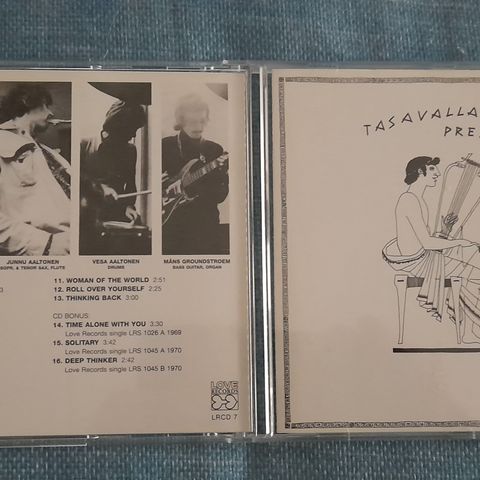 JUNNU AALTONEN
SOPR. & TENOR SAX, FLUTE
VESA AALTONEN
DRUMS
MÅNS GROUNDSTROEM
BASS GUITAR, ORGAN
3
11. WOMAN OF THE WORLD 2:51
12. ROLL OVER YOURSELF 2:25
13. THINKING BACK 3:00
CD BONUS:
14. TIME ALONE WITH YOU 3:30
Love Records single LRS 1026 A 1969
15. SOLITARY 3:42
Love Records single LRS 1045 A 1970
16. DEEP THINKER 2:42
Love Records single LRS 1045 B 1970
LOVE
RECORDS
LRCD 7
TASAVALLA
PRE